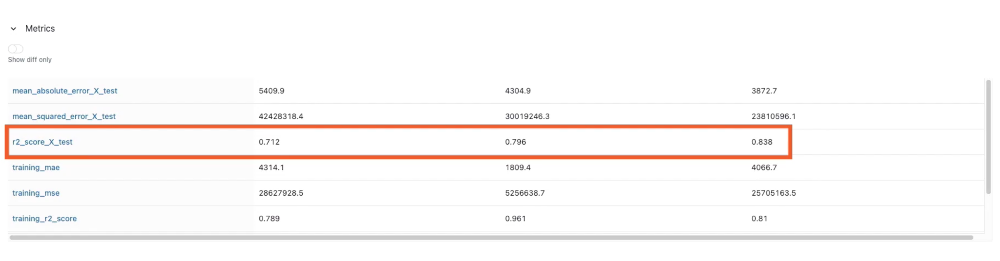 Metrics
Show diff only
mean_absolute_error_X_test 5409.9 4304.9 3872.7
mean_squared_error_X_test 42428318.4 30019246.3 23810596.1
r2_score_X_test 0.712 0.796 0.838
training_mae 4314.1 1809.4 4066.7
training_mse 28627928.5 5256638.7 25705163.5
training_r2_score 0.789 0.961 0.81